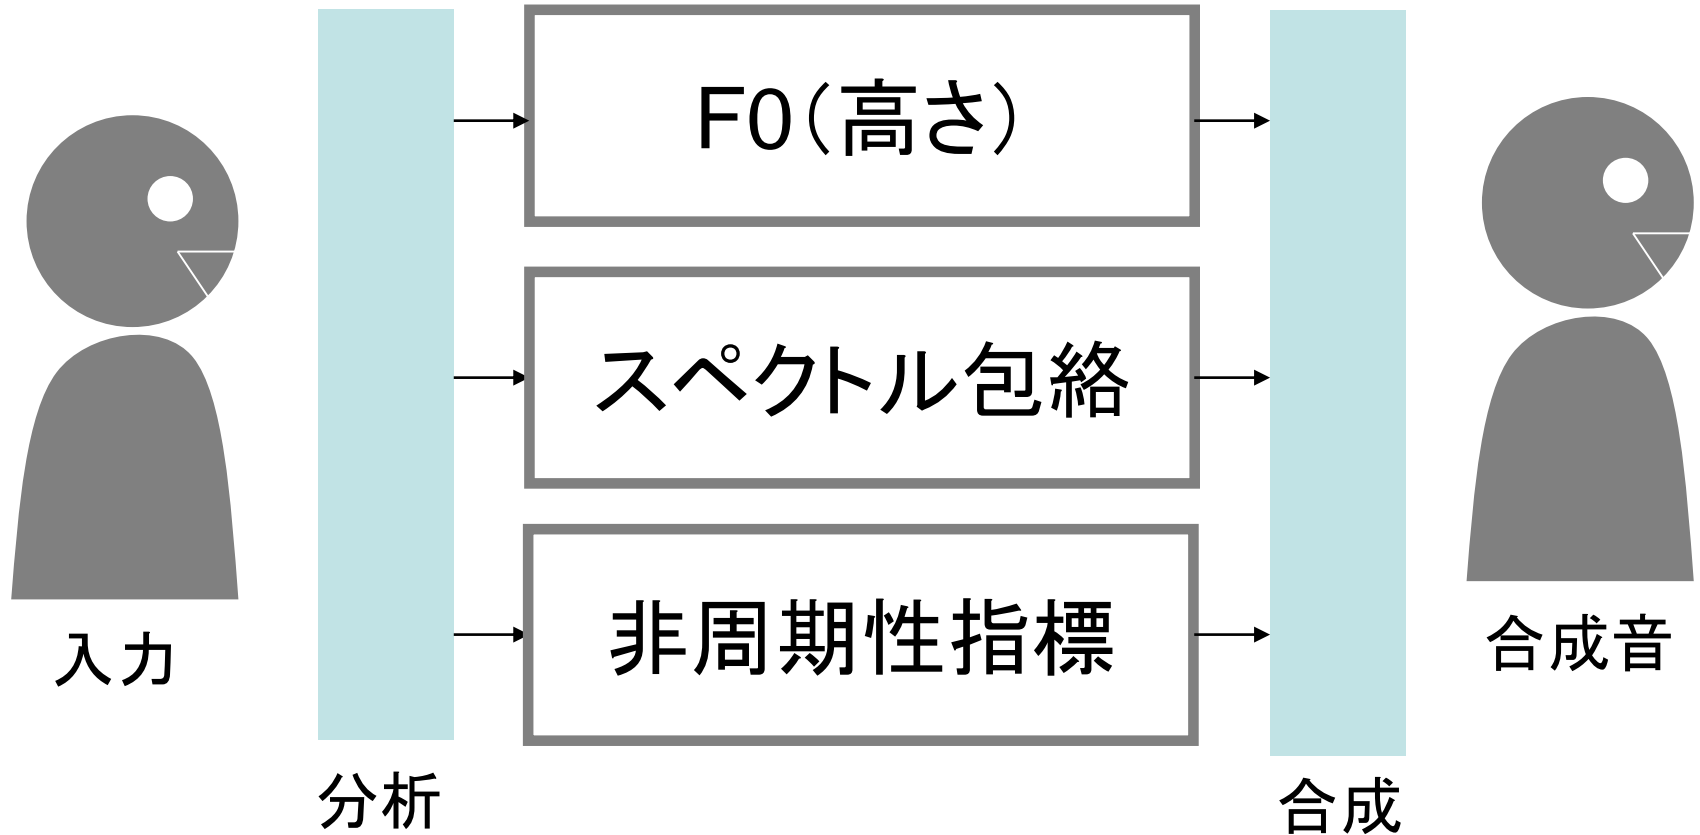 F0（高さ）
スペクトル包絡
非周期性指標
入力
分析
合成
合成音